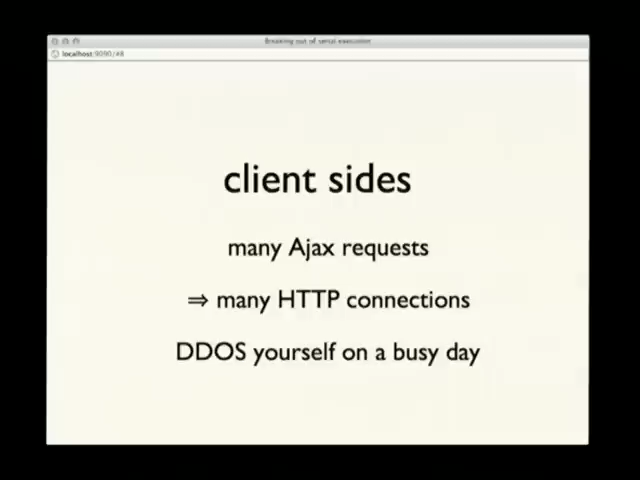 Breaking out of serial execution
localhost:9090/#8
client sides
many Ajax requests
⇒ many HTTP connections
DDOS yourself on a busy day